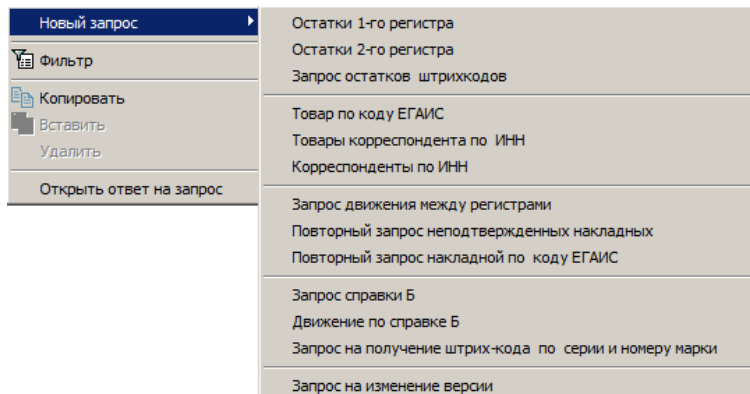 Новый запрос
Фильтр
Копировать
Вставить
Удалить
Открыть ответ на запрос
Остатки 1-го регистра
Остатки 2-го регистра
Запрос остатков штрихкодов
Товар по коду ЕГАИС
Товары корреспондента по ИНН
Корреспонденты по ИНН
Запрос движения между регистрами
Повторный запрос неподтвержденных накладных
Повторный запрос накладной по коду ЕГАИС
Запрос справки Б
Движение по справке Б
Запрос на получение штрих-кода по серии и номеру марки
Запрос на изменение версии